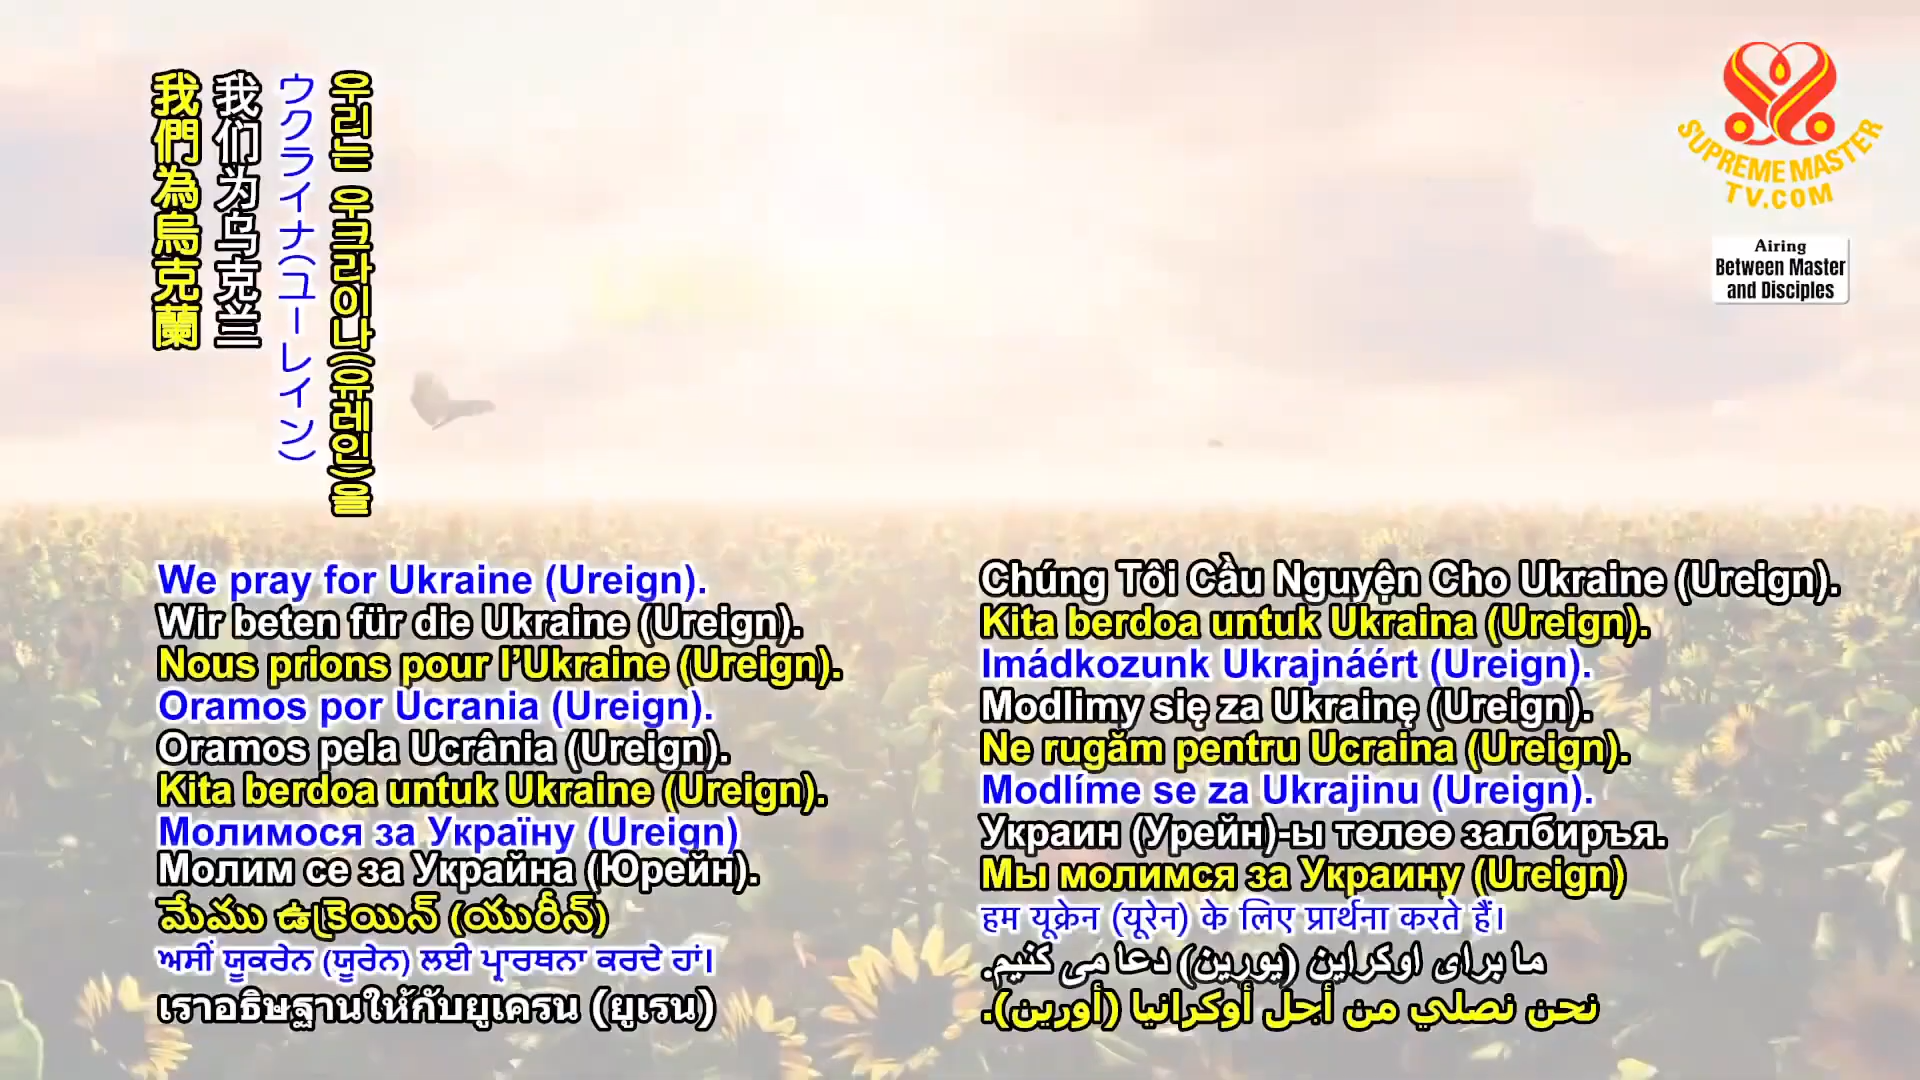 我們為烏克蘭
我们为乌克兰
ウクライナ(ユーレイン)
우리는 우크라이나(유레인)을
SUPREME MASTER
TV.COM
Airing
Between Master
and Disciples
We pray for Ukraine (Ureign).
Wir beten für die Ukraine (Ureign).
Nous prions pour l’Ukraine (Ureign).
Oramos por Ucrania (Ureign).
Oramos pela Ucrânia (Ureign).
Kita berdoa untuk Ukraine (Ureign).
Молимося за Україну (Ureign)
Молим се за Украйна (Юрейн).
మేము ఉక్రెయిన్ (యురీన్)
ਅਸੀਂ ਯੂਕਰੇਨ (ਯੂਰੇਨ) ਲਈ ਪ੍ਰਾਰਥਨਾ ਕਰਦੇ ਹਾਂ।
เราอธิษฐานให้กับยูเครน (ยูเรน)
Chúng Tôi Cầu Nguyện Cho Ukraine (Ureign).
Kita berdoa untuk Ukraina (Ureign).
Imádkozunk Ukrajnáért (Ureign).
Modlimy się za Ukrainę (Ureign).
Ne rugăm pentru Ucraina (Ureign).
Modlíme se za Ukrajinu (Ureign).
Украин (Урейн)-ы төлөө залбиръя.
Мы молимся за Украину (Ureign)
हम यूक्रेन (यूरेन) के लिए प्रार्थना करते हैं।
ما برای اوکراین (یورین) دعا می کنیم.
نحن نصلي من أجل أوكرانيا (أورين).